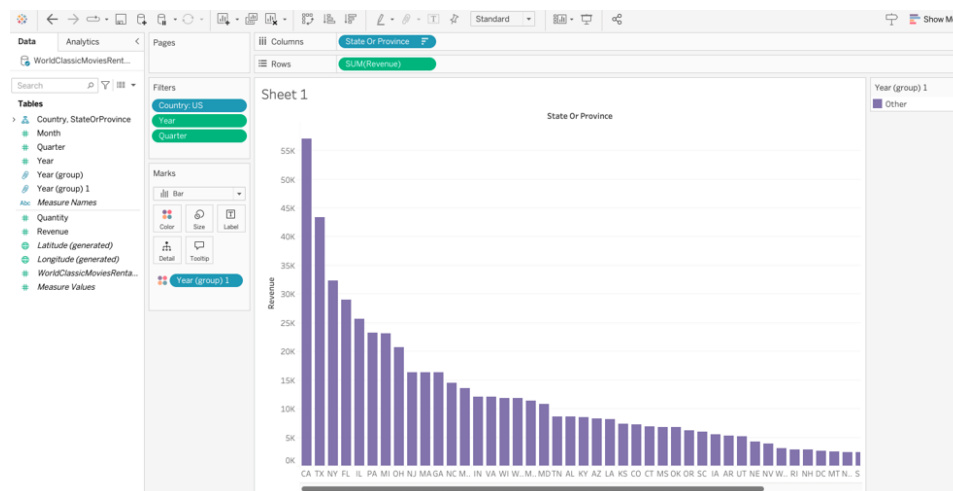 Standard
Show Me
Data
Analytics
Pages
Columns
State Or Province
WorldClassicMoviesRent...
Rows
SUM(Revenue)
Search
Tables
Country, StateOrProvince
Month
Quarter
Year
Year (group)
Year (group) 1
Abc
Measure Names
Quantity
Revenue
Latitude (generated)
Longitude (generated)
WorldClassicMoviesRenta...
Measure Values
Filters
Country: US
Year
Quarter
Marks
Bar
Color
Size
Label
Detail
Tooltip
Year (group) 1
Sheet 1
State Or Province
Revenue
55K
50K
45K
40K
35K
30K
25K
20K
15K
10K
5K
0K
CA TX NY FL IL PA MI OH NJ MA GA NC M.. IN VA WI W.. M.. MD TN AL KY AZ LA KS CO CT MS OK OR SC IA AR UT NE NV W.. RI NH DC MT N.. S
Year (group) 1
Other